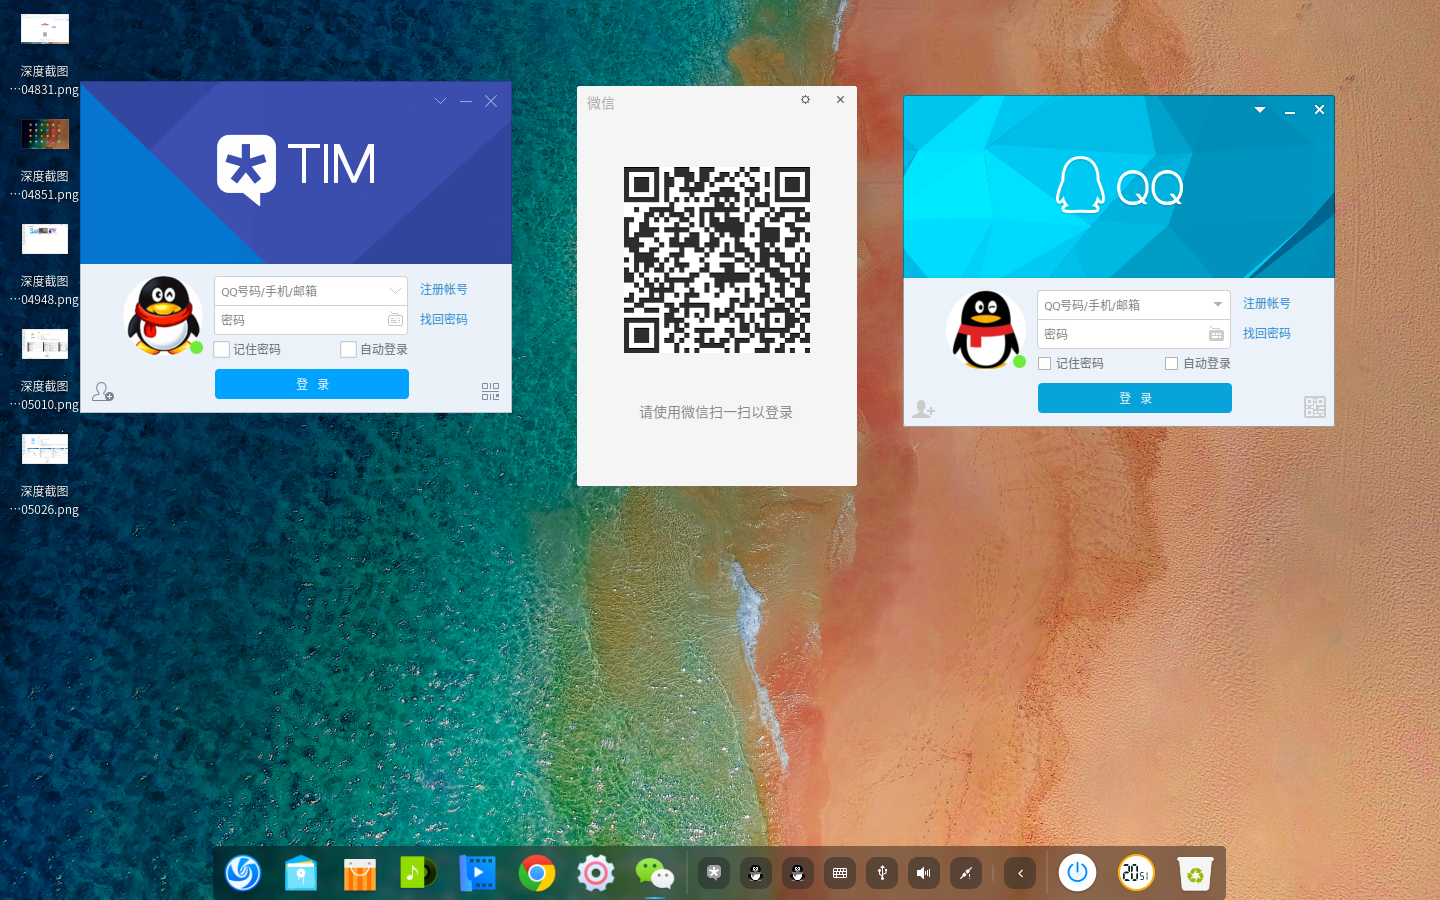 深度截图
…04831.png
深度截图
…04851.png
深度截图
…04948.png
深度截图
…05010.png
深度截图
…05026.png
TIM
QQ号码/手机/邮箱
注册帐号
密码
找回密码
记住密码
自动登录
登 录
微信
请使用微信扫一扫以登录
QQ
QQ号码/手机/邮箱
注册帐号
密码
找回密码
记住密码
自动登录
登 录
20 51